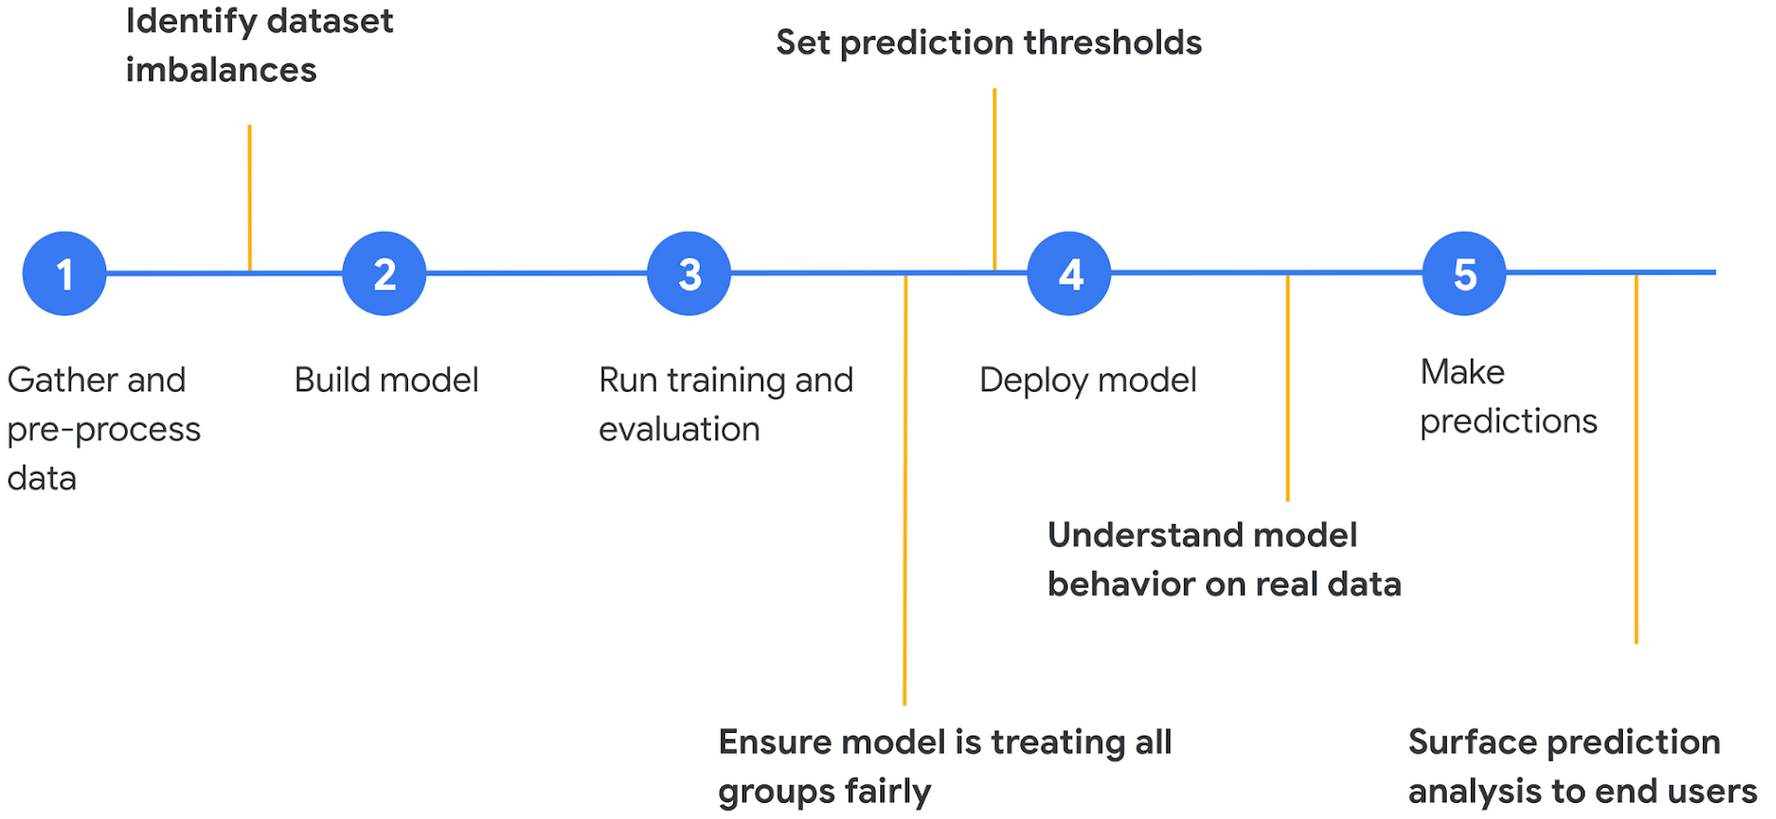 Identify dataset
imbalances
Set prediction thresholds
1
2
3
4
5
Gather and
pre-process
data
Build model
Run training and
evaluation
Deploy model
Make
predictions
Understand model
behavior on real data
Ensure model is treating all
groups fairly
Surface prediction
analysis to end users